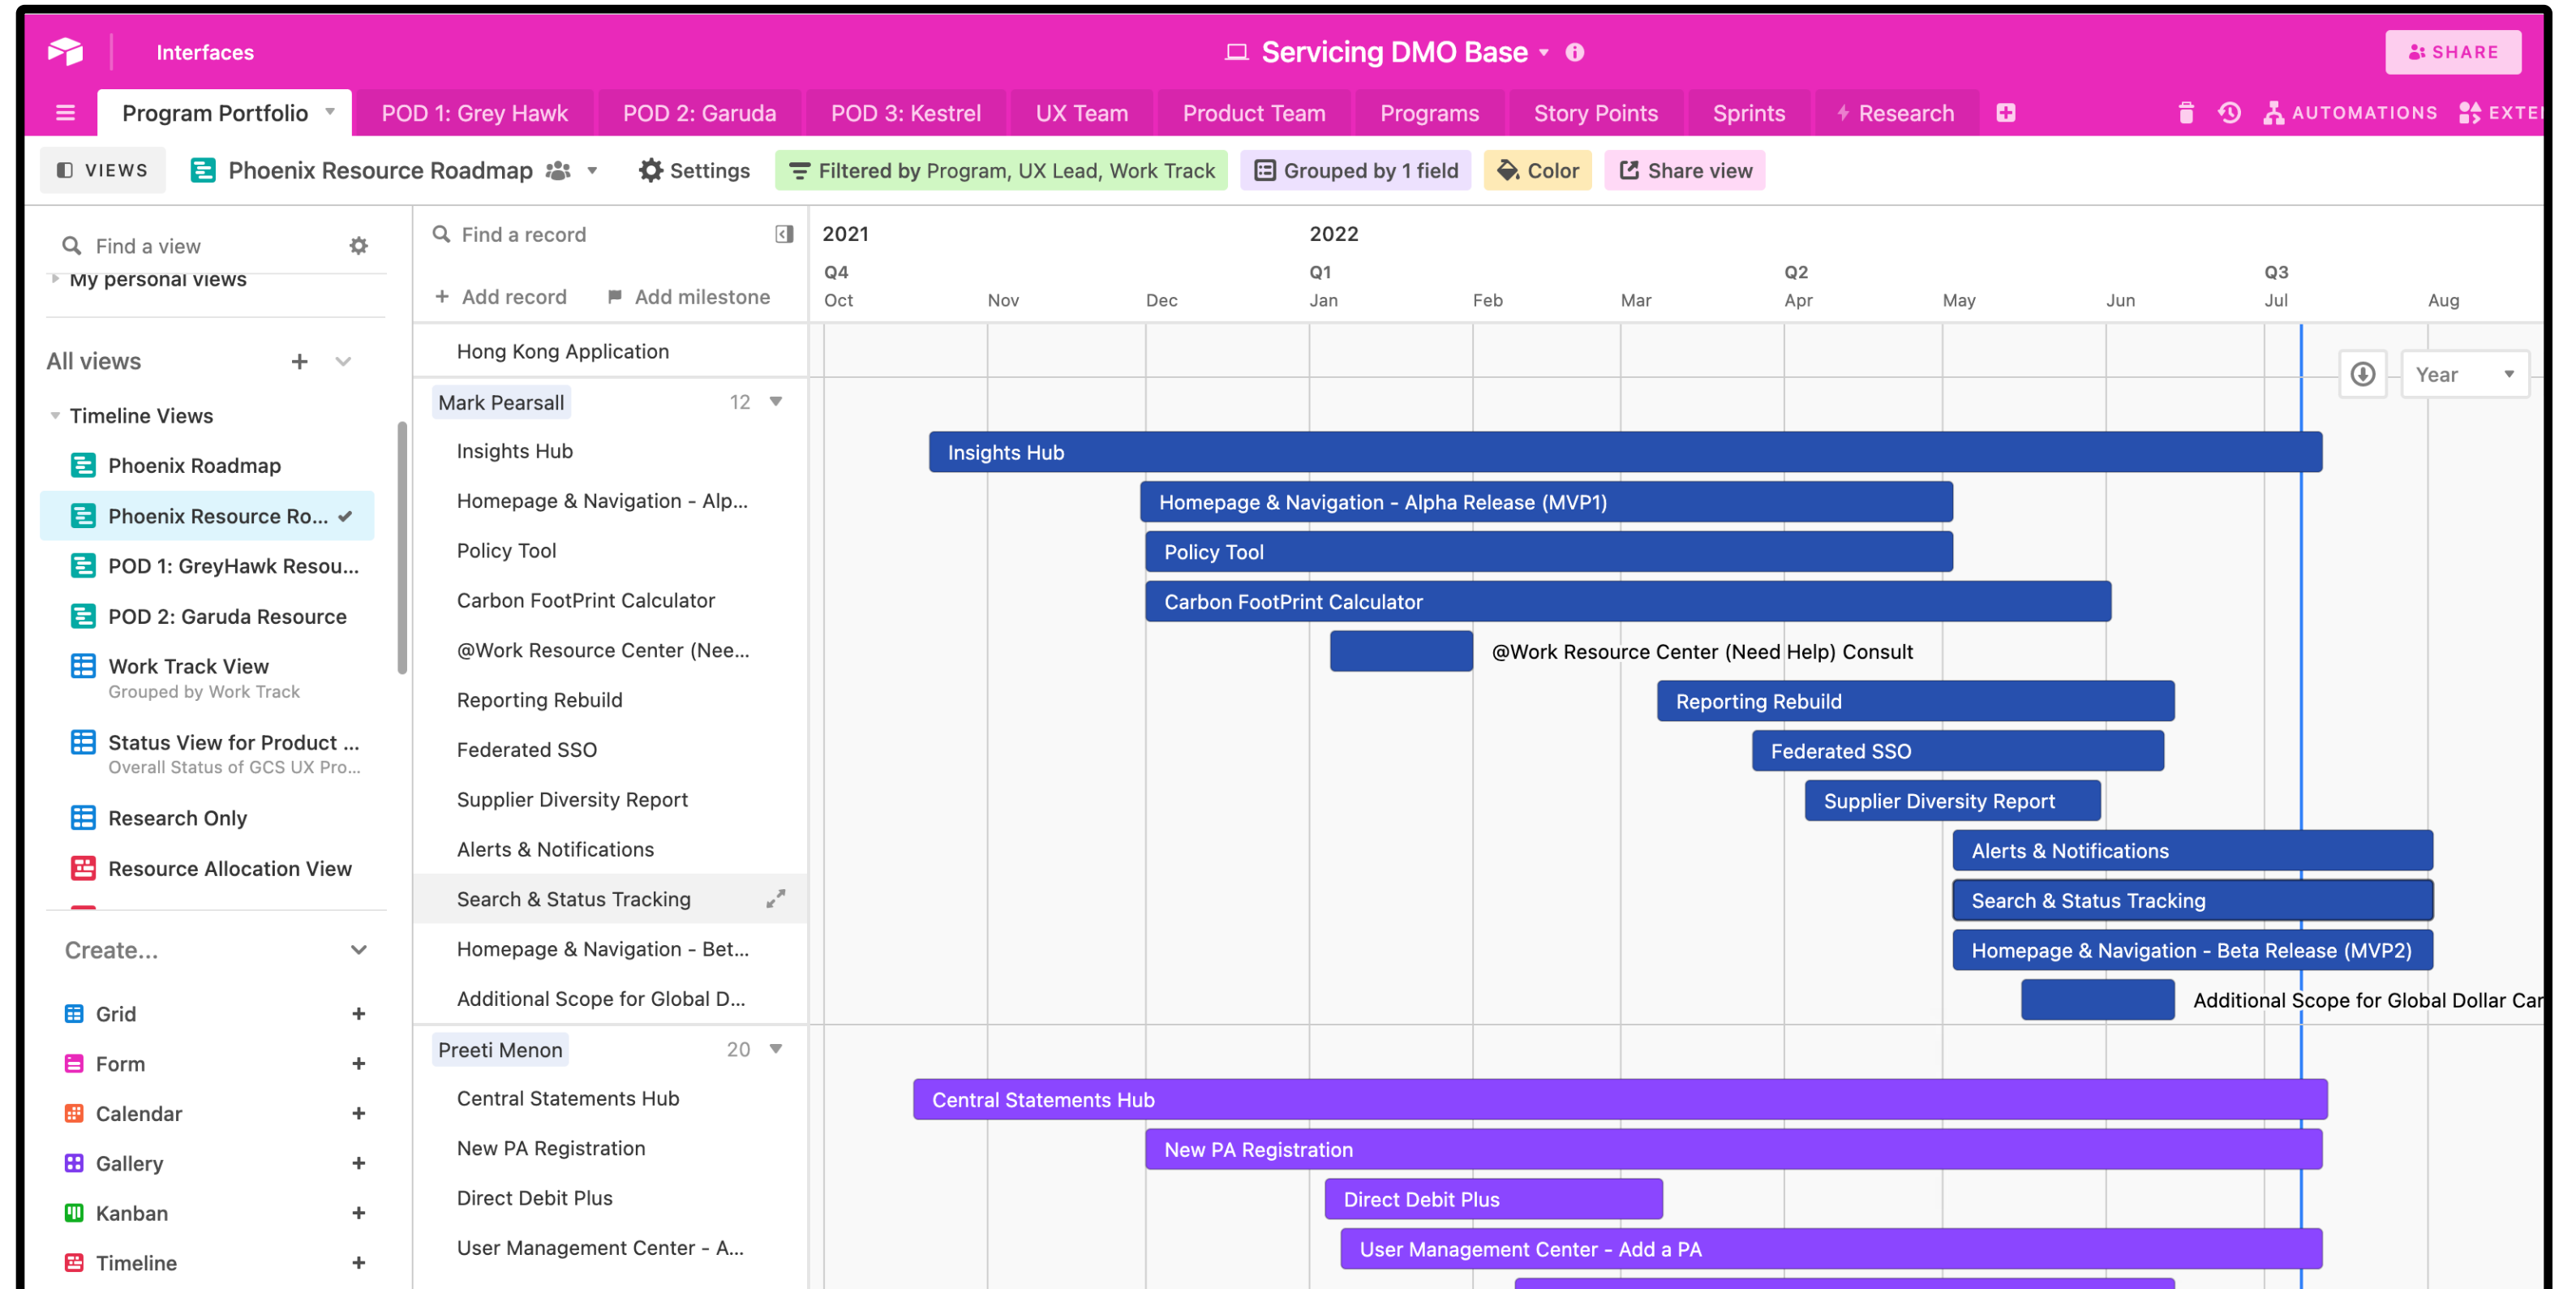 Interfaces
Servicing DMO Base
SHARE
Program Portfolio
POD 1: Grey Hawk
POD 2: Garuda
POD 3: Kestrel
UX Team
Product Team
Programs
Story Points
Sprints
Research
AUTOMATIONS
EXTE
VIEWS
Phoenix Resource Roadmap
Settings
Filtered by Program, UX Lead, Work Track
Grouped by 1 field
Color
Share view
Find a view
My personal views
All views
Timeline Views
Phoenix Roadmap
Phoenix Resource Ro...
POD 1: GreyHawk Resou...
POD 2: Garuda Resource
Work Track View
Grouped by Work Track
Status View for Product ...
Overall Status of GCS UX Pro...
Research Only
Resource Allocation View
Create...
Grid
Form
Calendar
Gallery
Kanban
Timeline
Find a record
Add record
Add milestone
Hong Kong Application
Mark Pearsall 12
Insights Hub
Homepage & Navigation - Alp...
Policy Tool
Carbon FootPrint Calculator
@Work Resource Center (Nee...
Reporting Rebuild
Federated SSO
Supplier Diversity Report
Alerts & Notifications
Search & Status Tracking
Homepage & Navigation - Bet...
Additional Scope for Global D...
Preeti Menon 20
Central Statements Hub
New PA Registration
Direct Debit Plus
User Management Center - A...
2021 2022
Q4 Q1 Q2 Q3
Oct Nov Dec Jan Feb Mar Apr May Jun Jul Aug
Year
Insights Hub
Homepage & Navigation - Alpha Release (MVP1)
Policy Tool
Carbon FootPrint Calculator
@Work Resource Center (Need Help) Consult
Reporting Rebuild
Federated SSO
Supplier Diversity Report
Alerts & Notifications
Search & Status Tracking
Homepage & Navigation - Beta Release (MVP2)
Additional Scope for Global Dollar Car
Central Statements Hub
New PA Registration
Direct Debit Plus
User Management Center - Add a PA